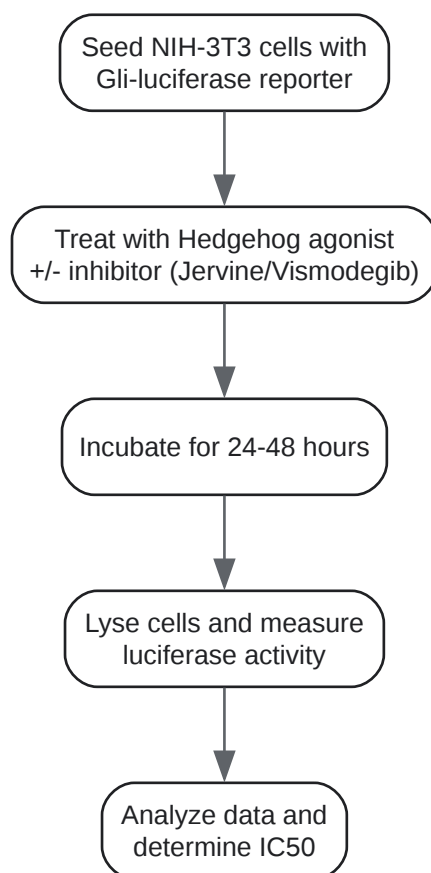 Seed NIH-3T3 cells with
Gli-luciferase reporter
Treat with Hedgehog agonist
+/- inhibitor (Jervine/Vismodegib)
Incubate for 24-48 hours
Lyse cells and measure
luciferase activity
Analyze data and
determine IC50